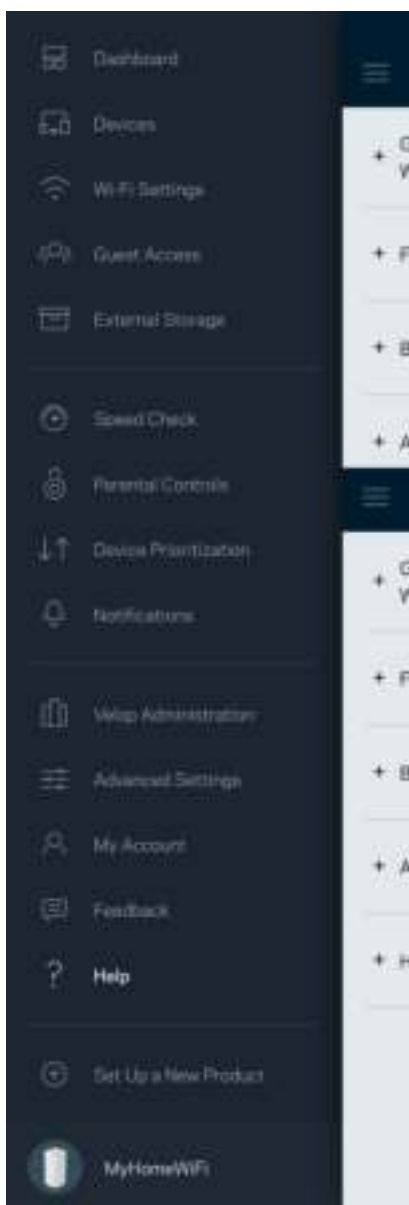 Dashboard
Devices
Wi-Fi Settings
Guest Access
External Storage
Speed Check
Parental Controls
Device Prioritization
Notifications
Velop Administration
Advanced Settings
My Account
Feedback
? Help
Set Up a New Product
MyHomeWiFi
+ F
+ B
+ A
+ F
+ B
+ A
+ H